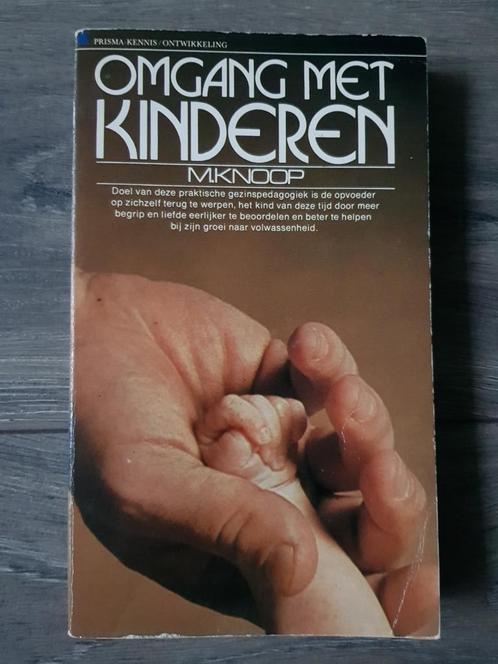 PRISMA-KENNIS/ONTWIKKELING
OMGANG MET
KINDEREN
M.KNOOP
Doel van deze praktische gezinspedagogiek is de opvoeder
op zichzelf terug te werpen, het kind van deze tijd door meer
begrip en liefde eerlijker te beoordelen en beter te helpen
bij zijn groei naar volwassenheid.